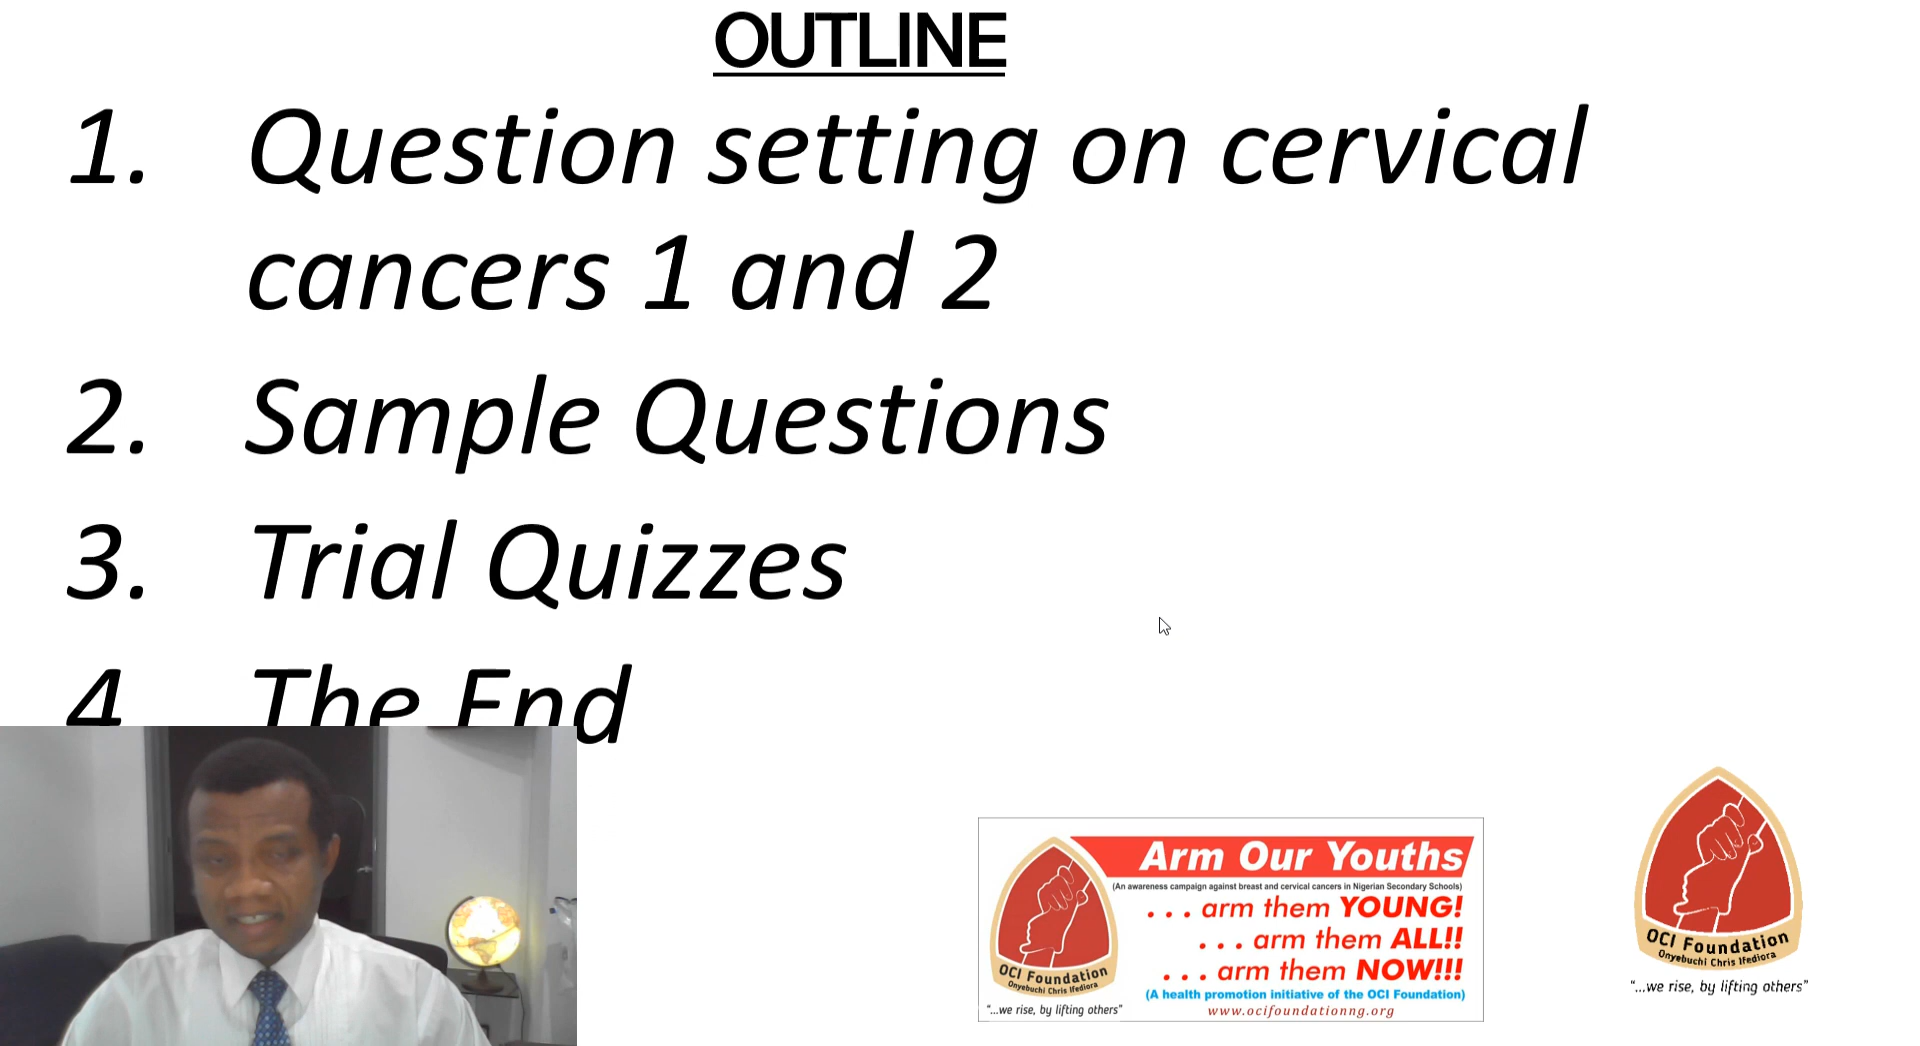 OUTLINE
1. Question setting on cervical
cancers 1 and 2
2. Sample Questions
3. Trial Quizzes
4 The End
Arm Our Youths
(An awareness campaign against breast and cervical cancers in Nigerian Secondary Schools)
. . . arm them YOUNG!
. . . arm them ALL!!
. . . arm them NOW!!!
(A health promotion initiative of the OCI Foundation)
www.ocifoundationng.org
OCI Foundation
Onyebuchi Chris Ifediora
“...we rise, by lifting others”
OCI Foundation
Onyebuchi Chris Ifediora
“...we rise, by lifting others”